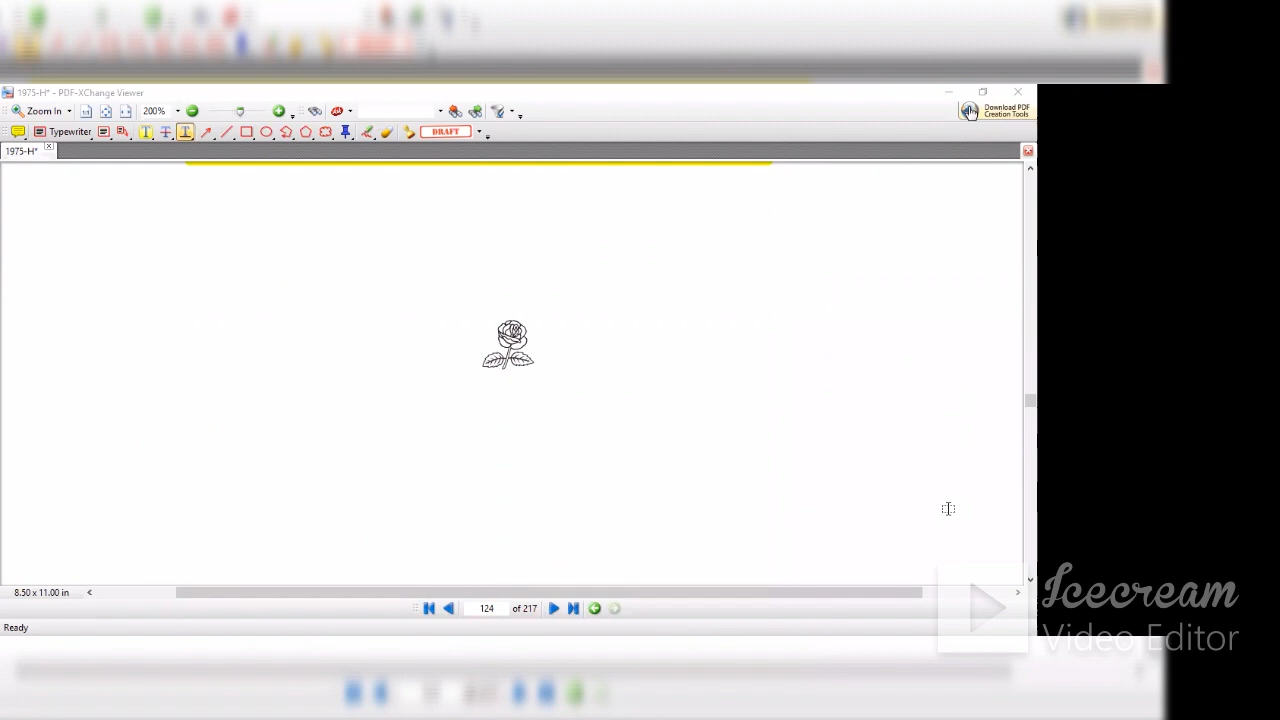 1975-H* - PDF-XChange Viewer
Zoom In 200% Download PDF Creation Tools
Typewriter DRAFT
1975-H*
8.50 x 11.00 in
124 of 217
Ready
Icecream
Video Editor